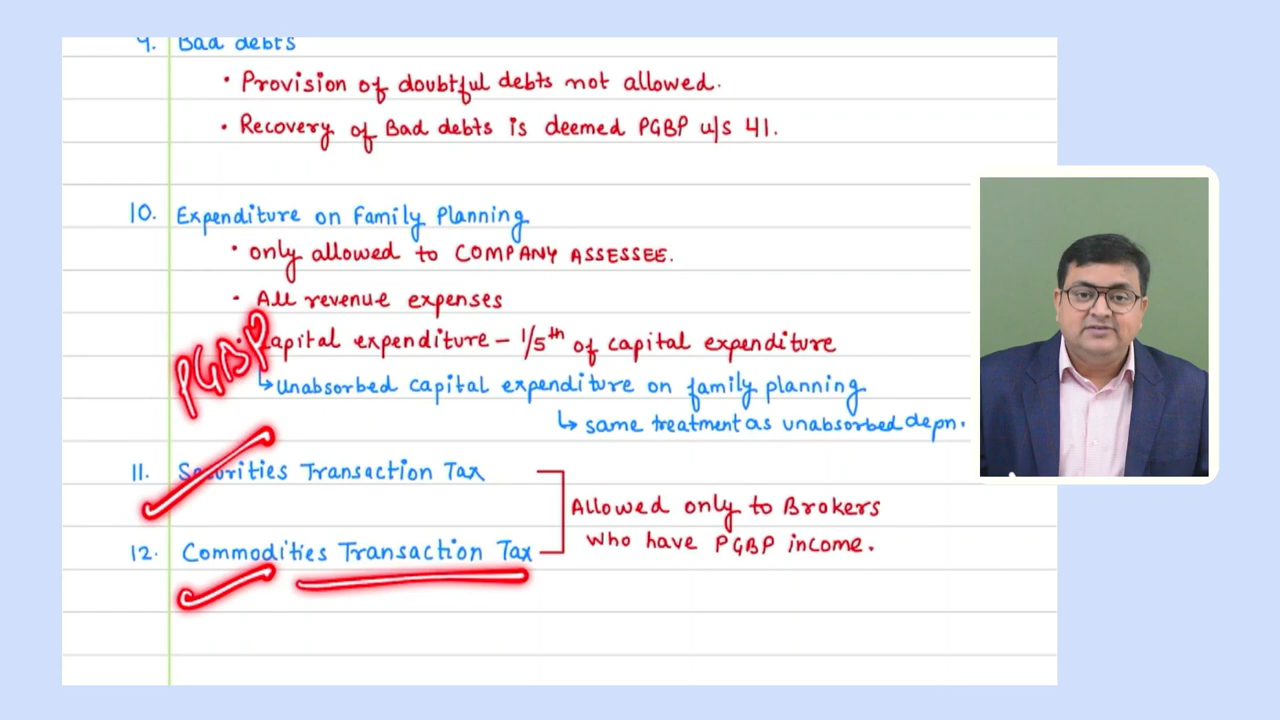 9. Bad debts
• Provision of doubtful debts not allowed.
• Recovery of Bad debts is deemed PGBP u/s 41.
10. Expenditure on Family Planning
• only allowed to COMPANY ASSESSEE.
• All revenue expenses
• Capital expenditure – 1/5th of capital expenditure
PGBP
↳ unabsorbed capital expenditure on family planning
↳ same treatment as unabsorbed depn.
11. Securities Transaction Tax
Allowed only to Brokers
who have PGBP income.
12. Commodities Transaction Tax